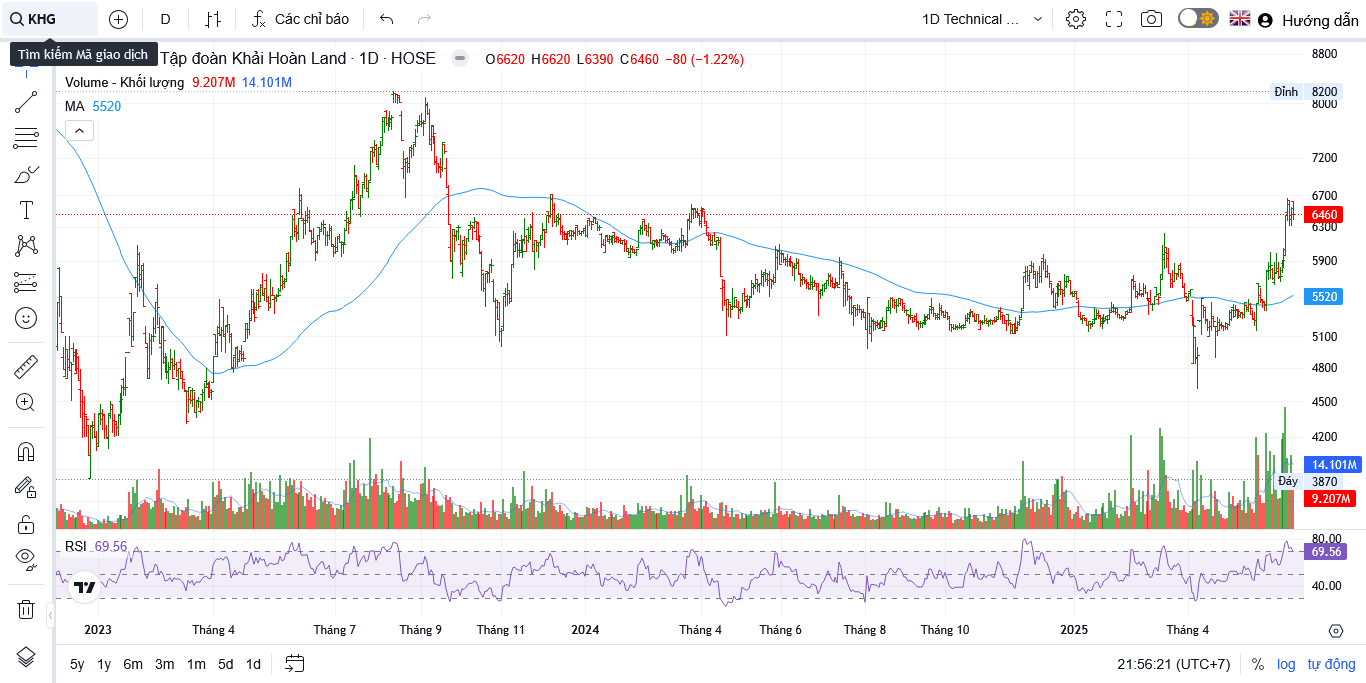 KHG
D
Các chỉ báo
1D Technical ...
Hướng dẫn
Tìm kiếm Mã giao dịch
Tập đoàn Khải Hoàn Land · 1D · HOSE
O6620 H6620 L6390 C6460 −80 (−1.22%)
Volume - Khối lượng 9.207M 14.101M
MA 5520
8800
Đỉnh 8200
8000
7200
6700
6460
6300
5900
5520
5100
4800
4500
4200
14.101M
Đáy 3870
9.207M
RSI 69.56
80.00
69.56
40.00
2023 Tháng 4 Tháng 7 Tháng 9 Tháng 11 2024 Tháng 4 Tháng 6 Tháng 8 Tháng 10 2025 Tháng 4
5y 1y 6m 3m 1m 5d 1d
21:56:21 (UTC+7) % log tự động